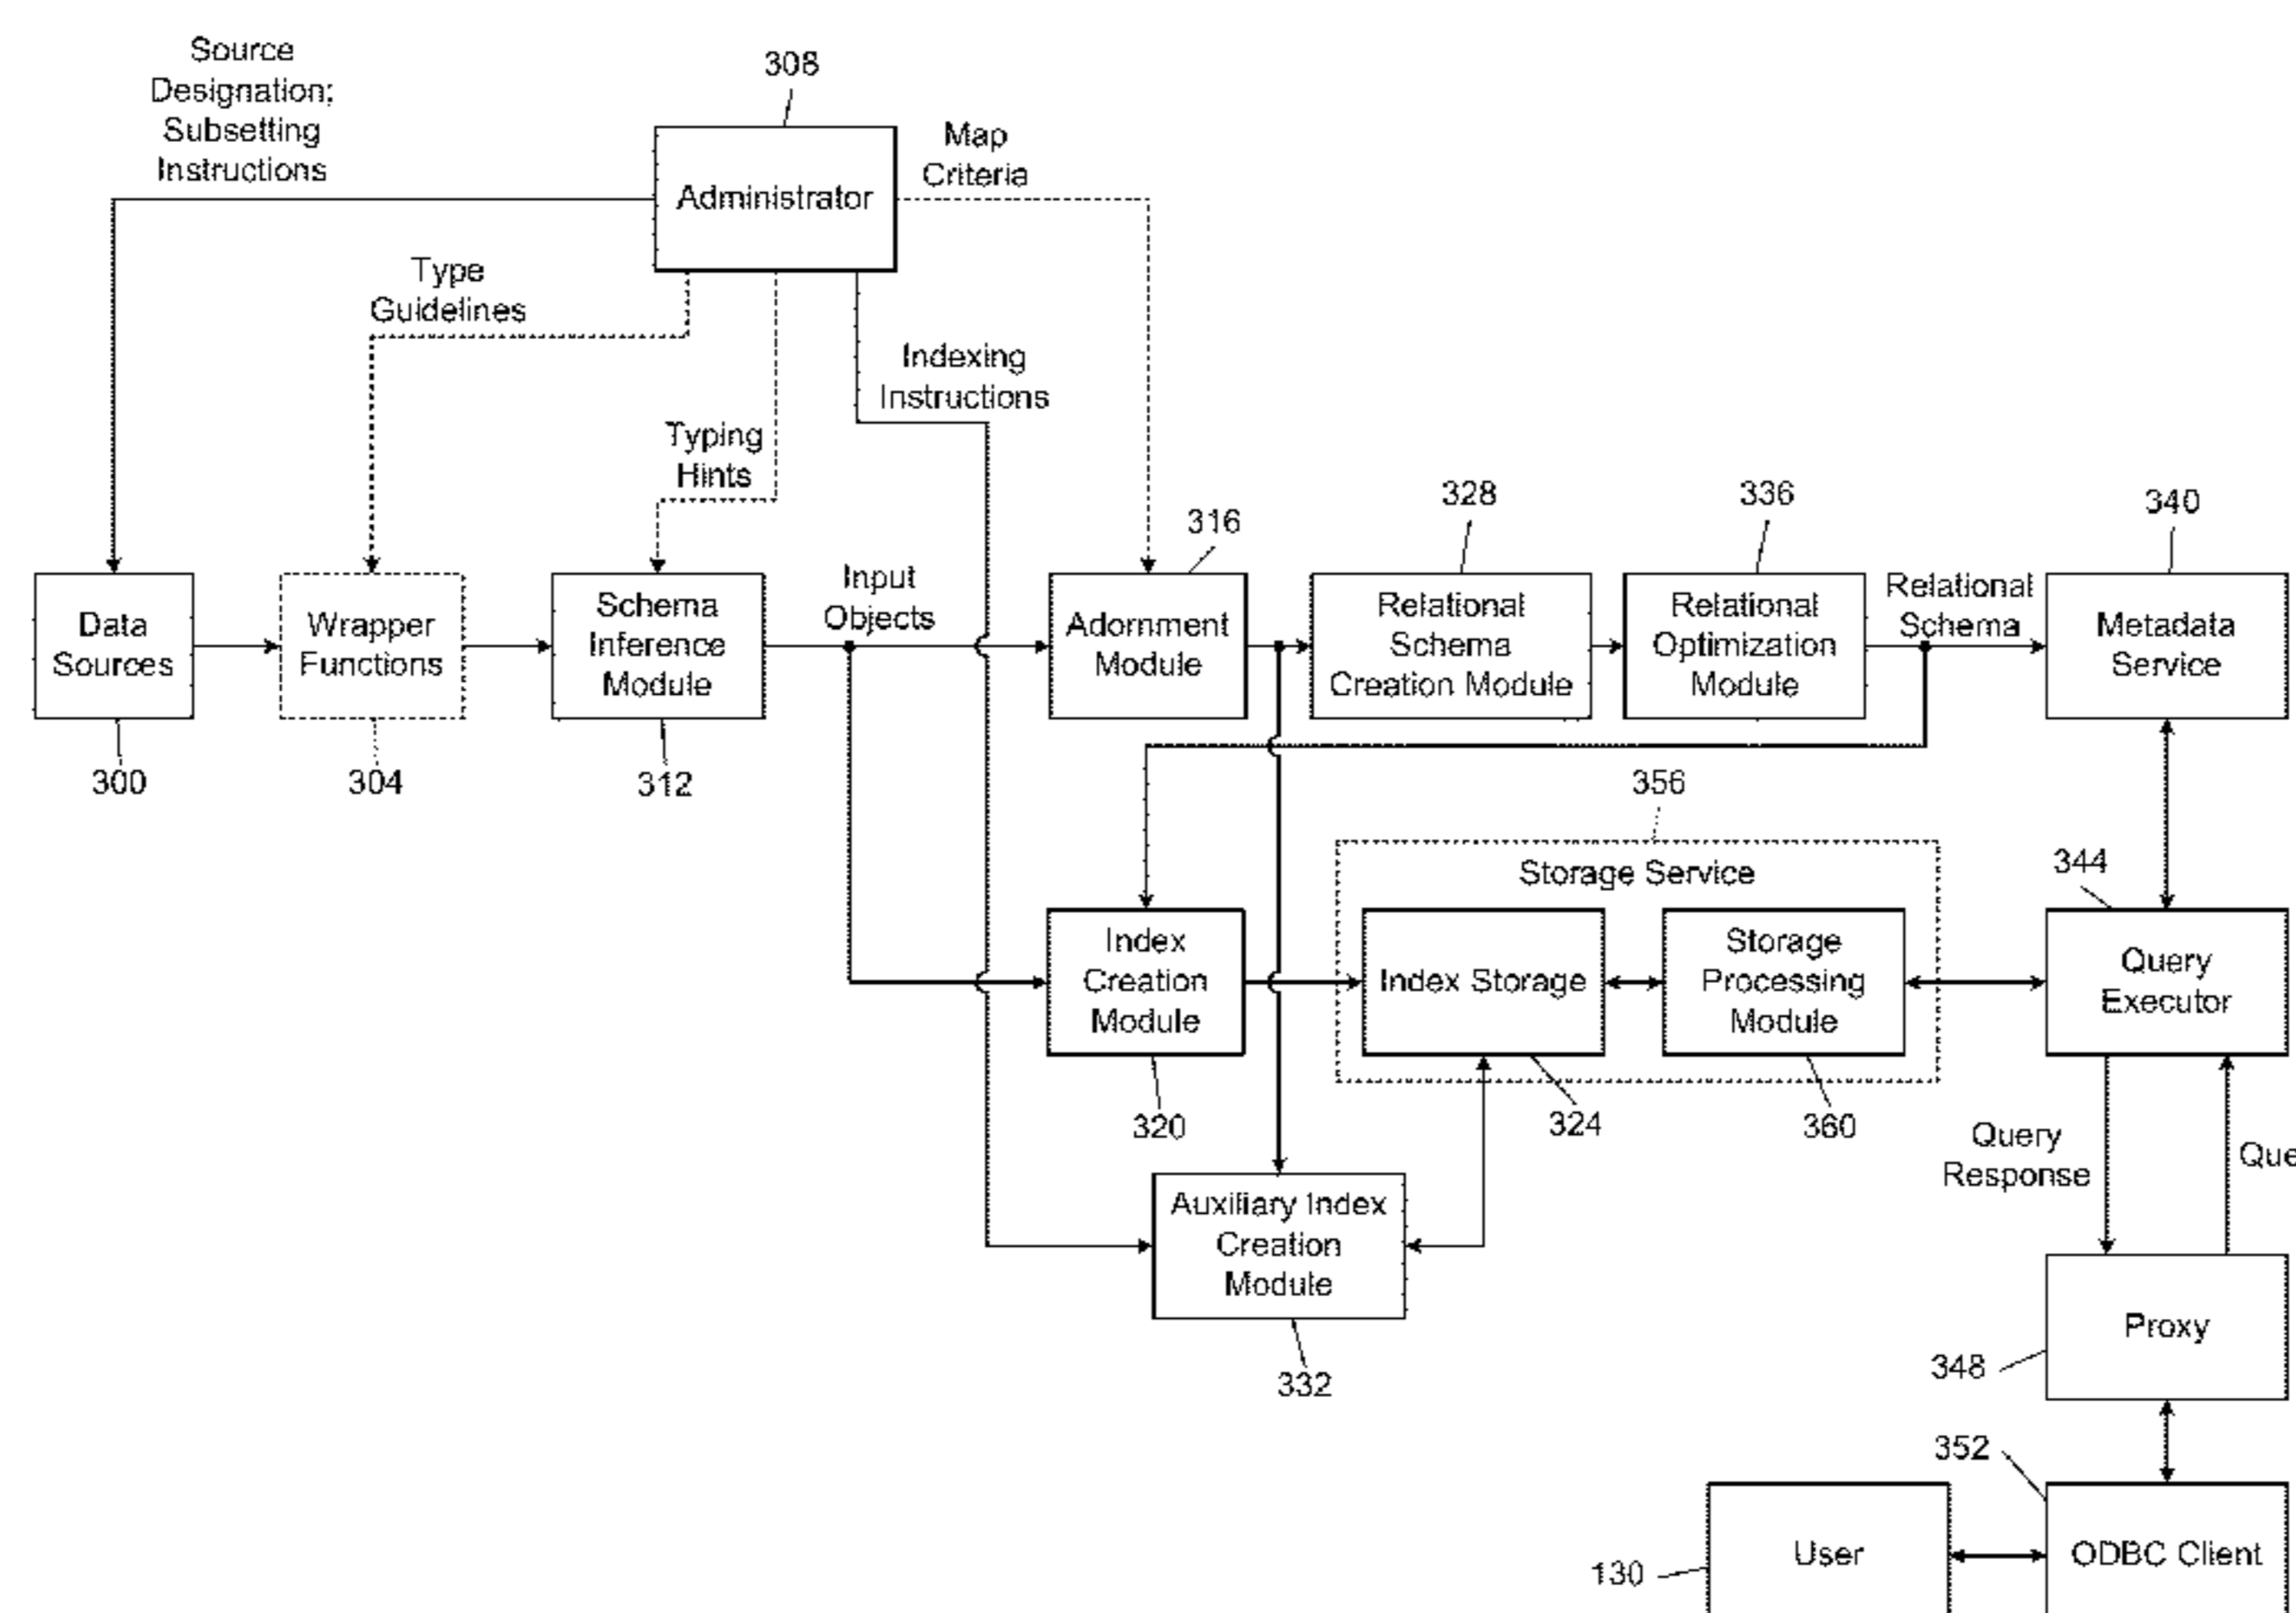 Source
Designation;
Subsetting
Instructions
308
Administrator
Map
Criteria
Type
Guidelines
Indexing
Instructions
Typing
Hints
316
328
336
340
Data
Sources
Wrapper
Functions
Schema
Inference
Module
Input
Objects
Adornment
Module
Relational
Schema
Creation Module
Relational
Optimization
Module
Relational
Schema
Metadata
Service
300
304
312
356
Storage Service
344
Index
Creation
Module
Index Storage
Storage
Processing
Module
Query
Executor
320
324
360
Query
Response
Que
Auxiliary Index
Creation
Module
332
Proxy
348
352
User
ODBC Client
130